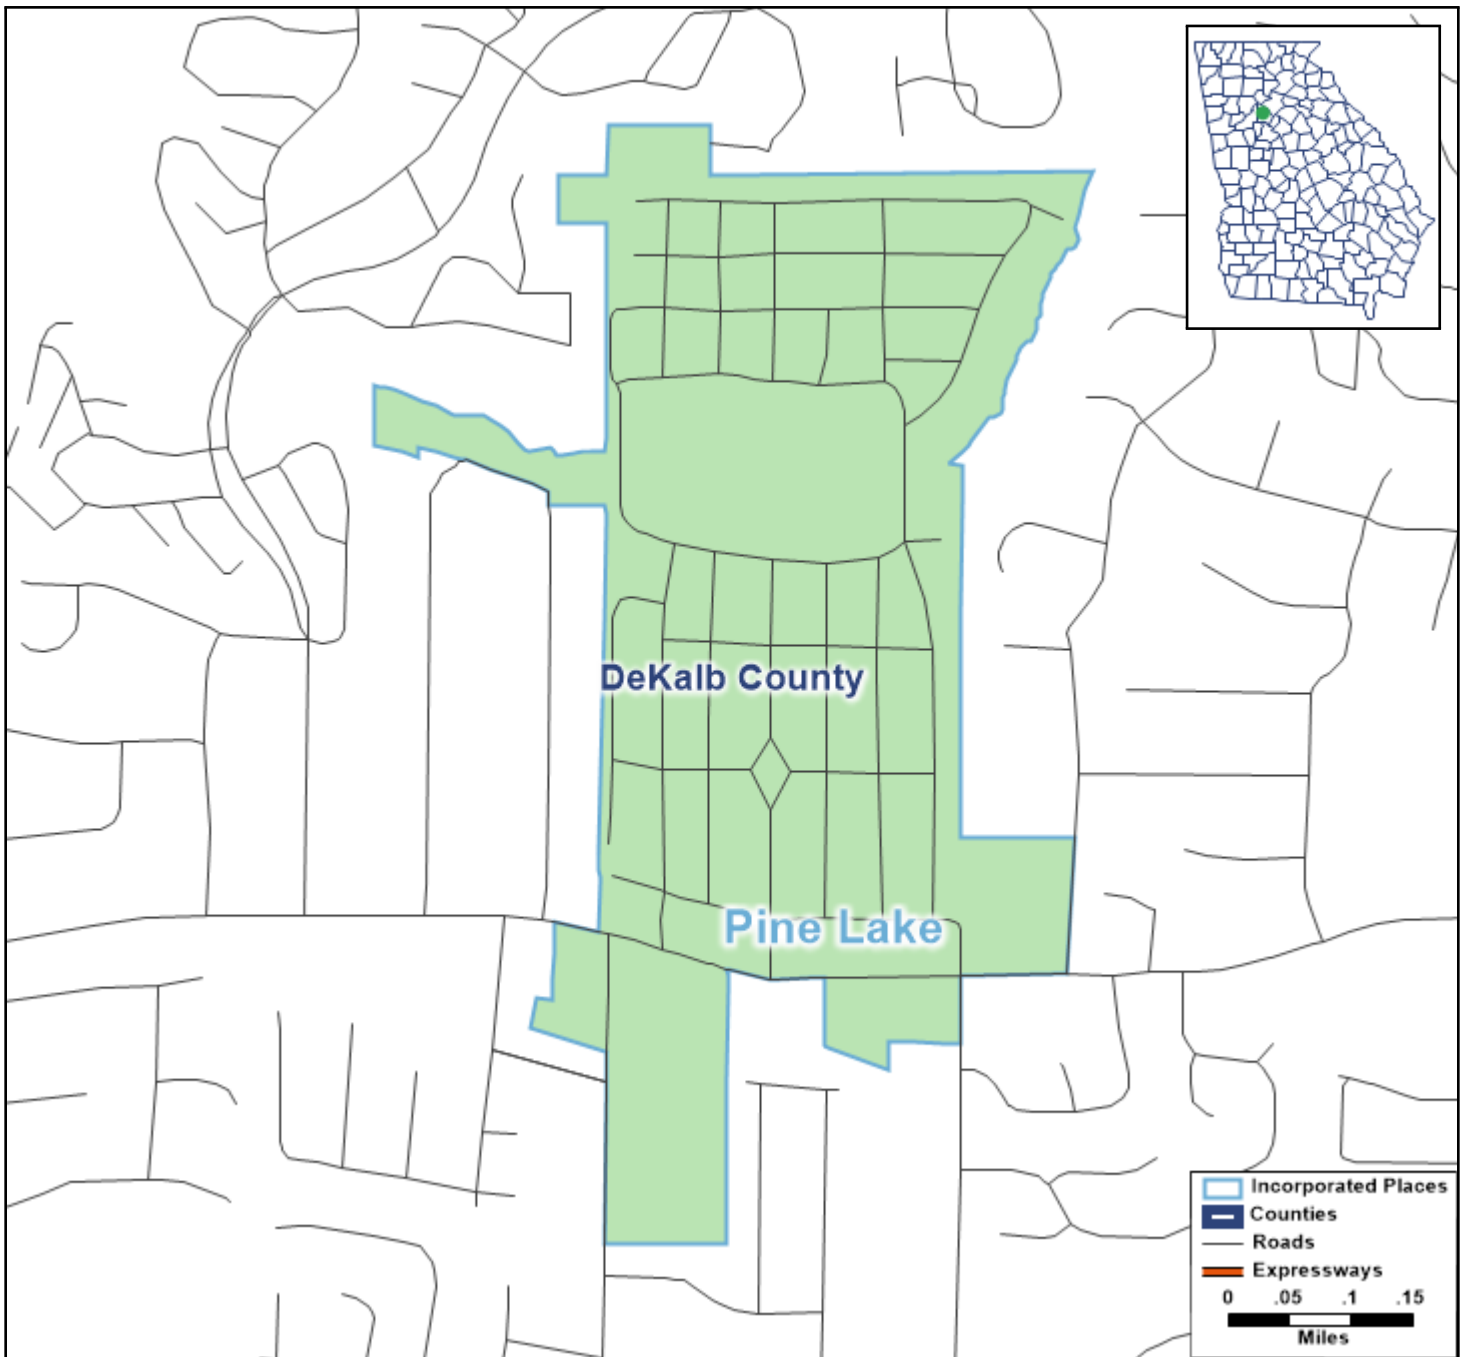 DeKalb County
Pine Lake
Incorporated Places
Counties
Roads
Expressways
0 .05 .1 .15
Miles